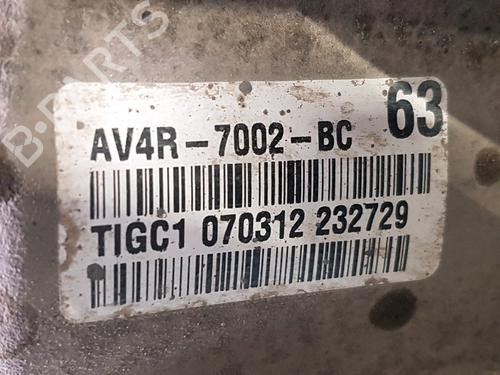 B-PARTS
63
AV4R-7002-BC
TIGC1 070312 232729